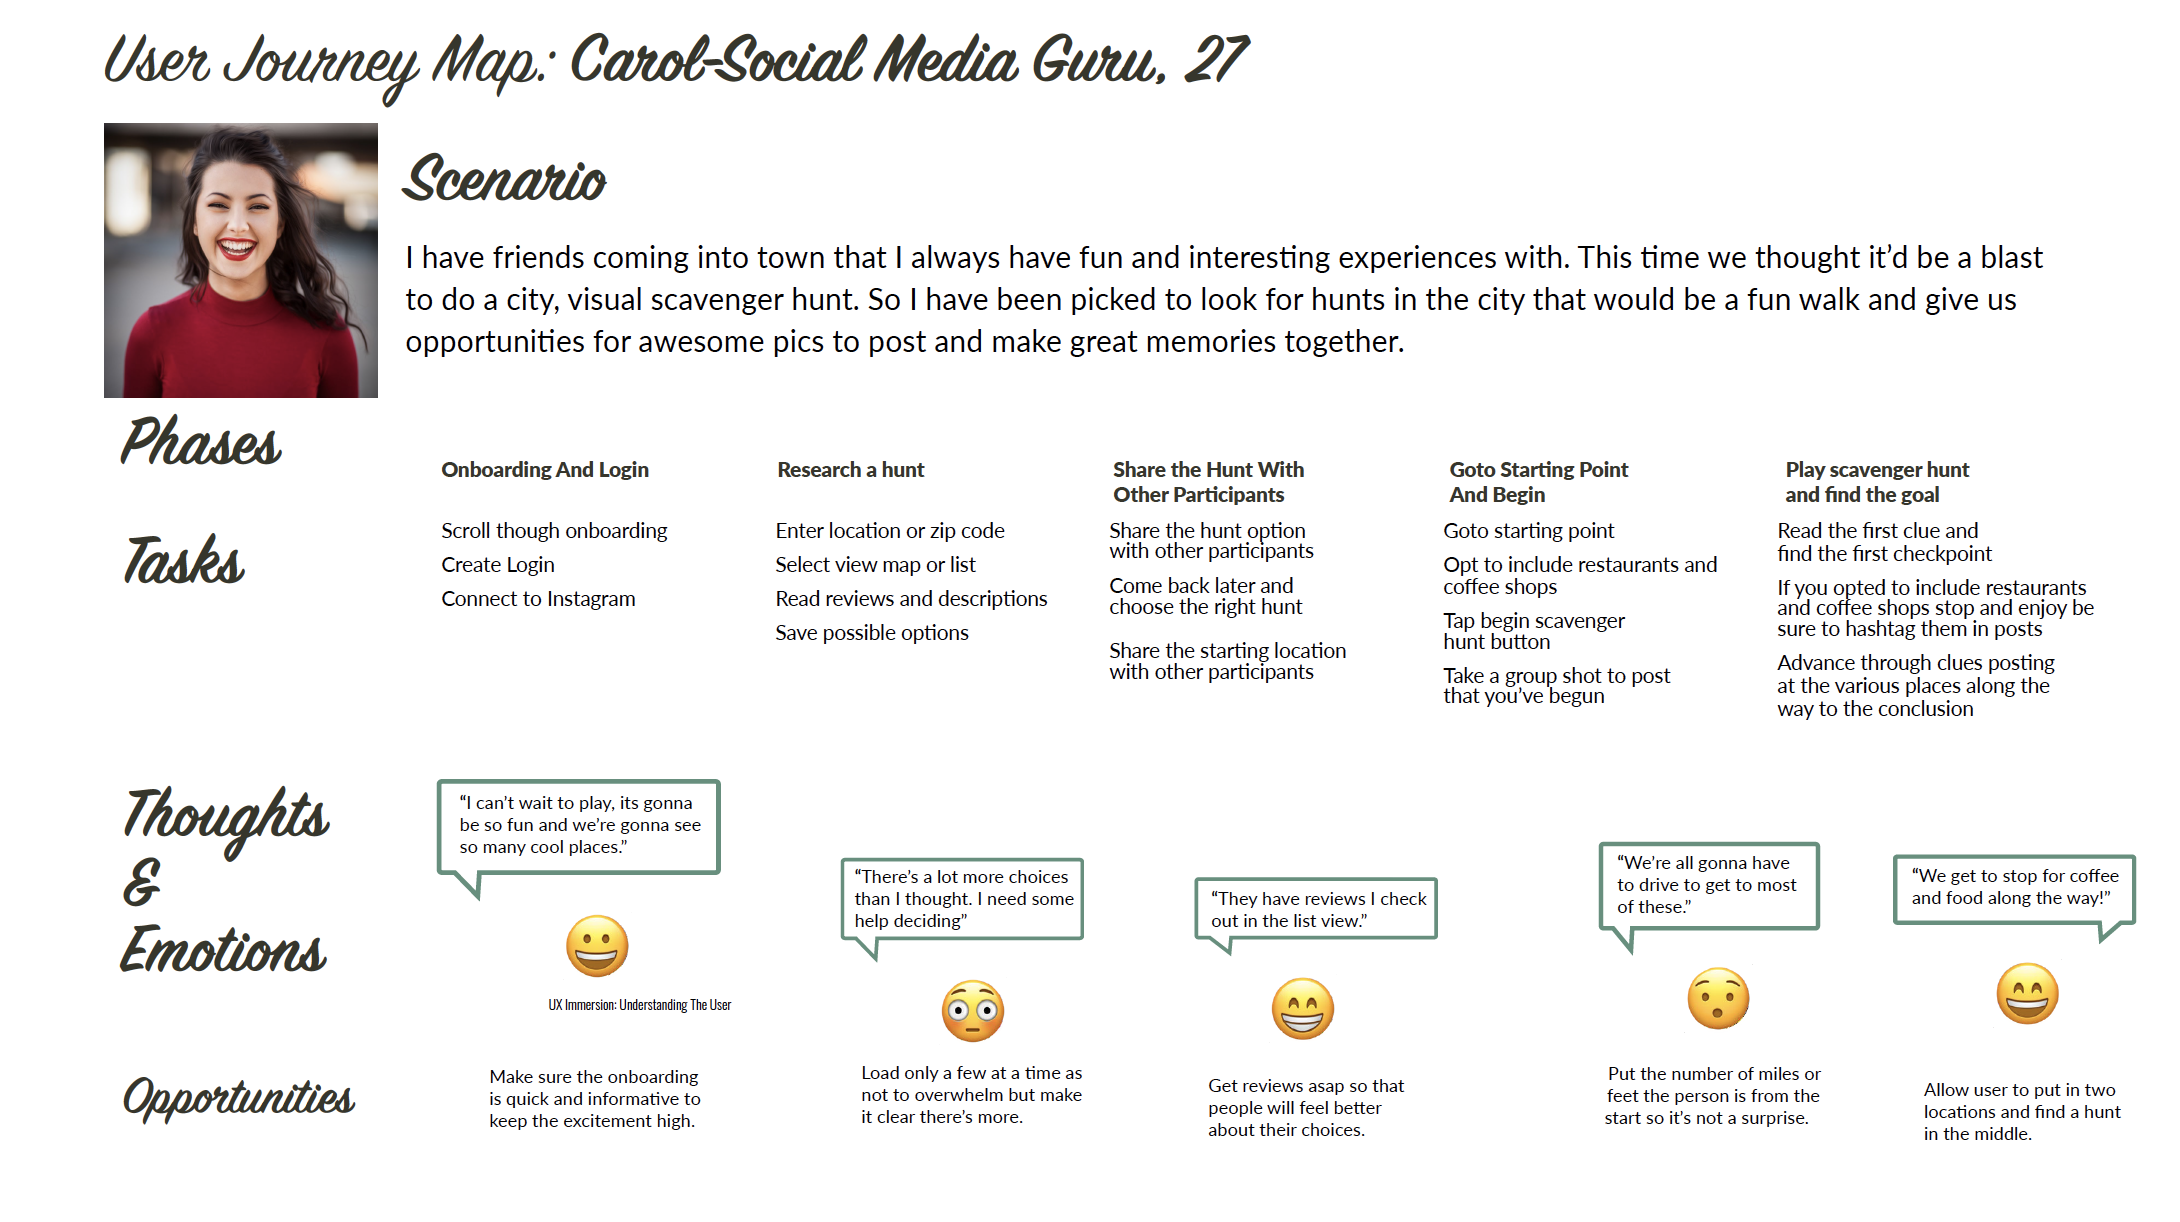 User Journey Map: Carol-Social Media Guru, 27
Scenario
I have friends coming into town that I always have fun and interesting experiences with. This time we thought it’d be a blast
to do a city, visual scavenger hunt. So I have been picked to look for hunts in the city that would be a fun walk and give us
opportunities for awesome pics to post and make great memories together.
Phases
Onboarding And Login
Research a hunt
Share the Hunt With
Other Participants
Goto Starting Point
And Begin
Play scavenger hunt
and find the goal
Tasks
Scroll though onboarding
Create Login
Connect to Instagram
Enter location or zip code
Select view map or list
Read reviews and descriptions
Save possible options
Share the hunt option
with other participants
Come back later and
choose the right hunt
Share the starting location
with other participants
Goto starting point
Opt to include restaurants and
coffee shops
Tap begin scavenger
hunt button
Take a group shot to post
that you’ve begun
Read the first clue and
find the first checkpoint
If you opted to include restaurants
and coffee shops stop and enjoy be
sure to hashtag them in posts
Advance through clues posting
at the various places along the
way to the conclusion
Thoughts
&
Emotions
“I can’t wait to play, its gonna
be so fun and we’re gonna see
so many cool places.”
UX Immersion: Understanding The User
“There’s a lot more choices
than I thought. I need some
help deciding”
“They have reviews I check
out in the list view.”
“We’re all gonna have
to drive to get to most
of these.”
“We get to stop for coffee
and food along the way!”
Opportunities
Make sure the onboarding
is quick and informative to
keep the excitement high.
Load only a few at a time as
not to overwhelm but make
it clear there’s more.
Get reviews asap so that
people will feel better
about their choices.
Put the number of miles or
feet the person is from the
start so it’s not a surprise.
Allow user to put in two
locations and find a hunt
in the middle.